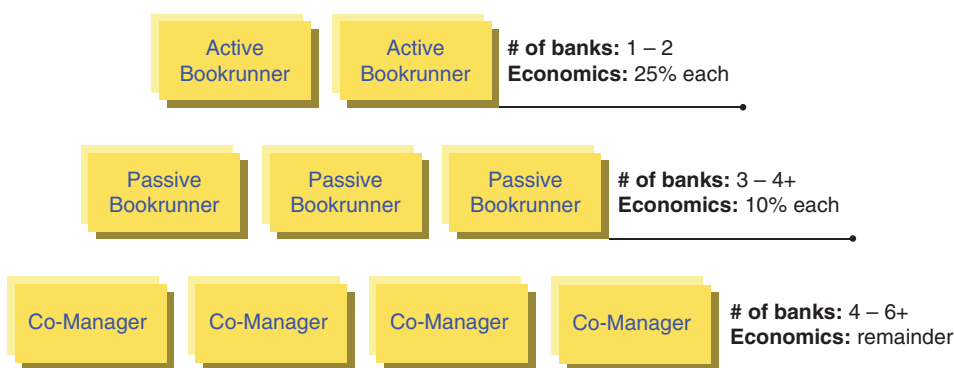 Active
Bookrunner
Active
Bookrunner
# of banks: 1 – 2
Economics: 25% each
Passive
Bookrunner
Passive
Bookrunner
Passive
Bookrunner
# of banks: 3 – 4+
Economics: 10% each
Co-Manager
Co-Manager
Co-Manager
Co-Manager
# of banks: 4 – 6+
Economics: remainder